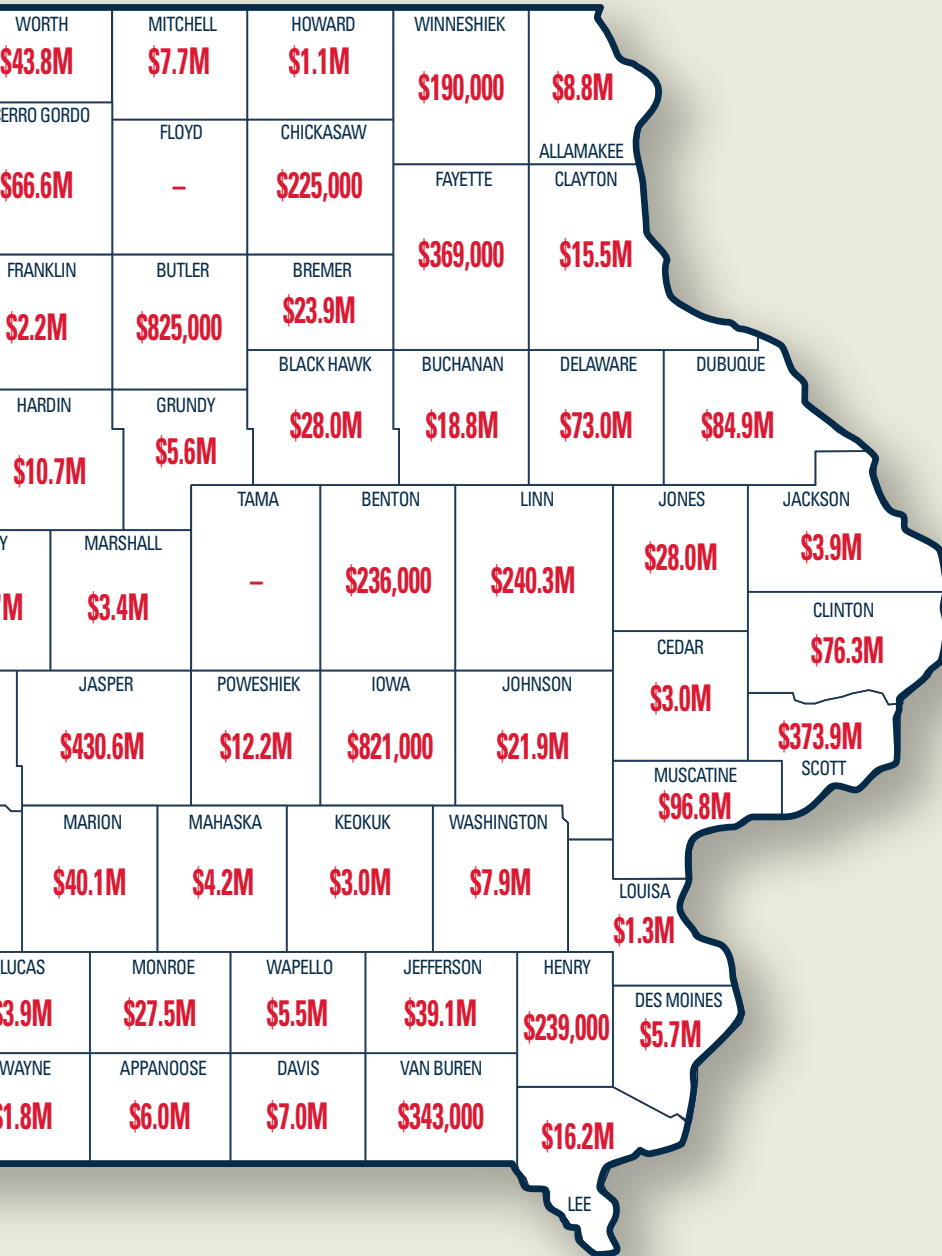 WORTH
$43.8M
MITCHELL
$7.7M
HOWARD
$1.1M
WINNESHIEK
$190,000
$8.8M
ALLAMAKEE
ERRO GORDO
$66.6M
FLOYD
–
CHICKASAW
$225,000
FAYETTE
$369,000
CLAYTON
$15.5M
FRANKLIN
$2.2M
BUTLER
$825,000
BREMER
$23.9M
BLACK HAWK
$28.0M
BUCHANAN
$18.8M
DELAWARE
$73.0M
DUBUQUE
$84.9M
HARDIN
$10.7M
GRUNDY
$5.6M
TAMA
–
BENTON
$236,000
LINN
$240.3M
JONES
$28.0M
JACKSON
$3.9M
Y
M
MARSHALL
$3.4M
CLINTON
$76.3M
CEDAR
$3.0M
JASPER
$430.6M
POWESHIEK
$12.2M
IOWA
$821,000
JOHNSON
$21.9M
$373.9M
SCOTT
MUSCATINE
$96.8M
MARION
$40.1M
MAHASKA
$4.2M
KEOKUK
$3.0M
WASHINGTON
$7.9M
LOUISA
$1.3M
LUCAS
$3.9M
MONROE
$27.5M
WAPELLO
$5.5M
JEFFERSON
$39.1M
HENRY
$239,000
DES MOINES
$5.7M
WAYNE
$1.8M
APPANOOSE
$6.0M
DAVIS
$7.0M
VAN BUREN
$343,000
$16.2M
LEE